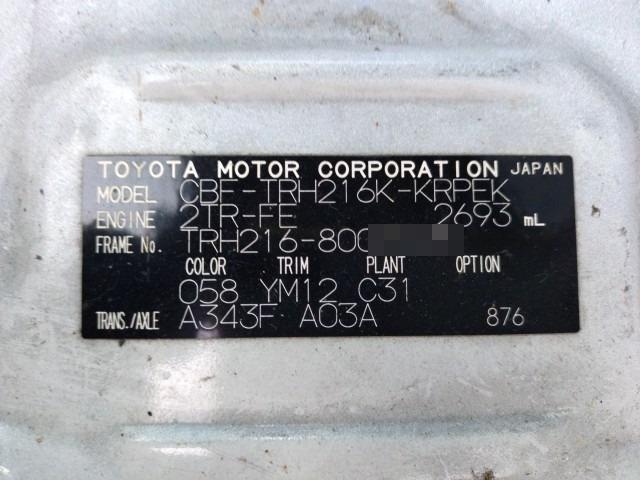 TOYOTA MOTOR CORPORATION JAPAN
MODEL CBF-TRH216K-KRPEK
ENGINE 2TR-FE 2693 mL
FRAME No. TRH216-800
COLOR TRIM PLANT OPTION
058 YM12 C31
TRANS./AXLE A343F A03A 876